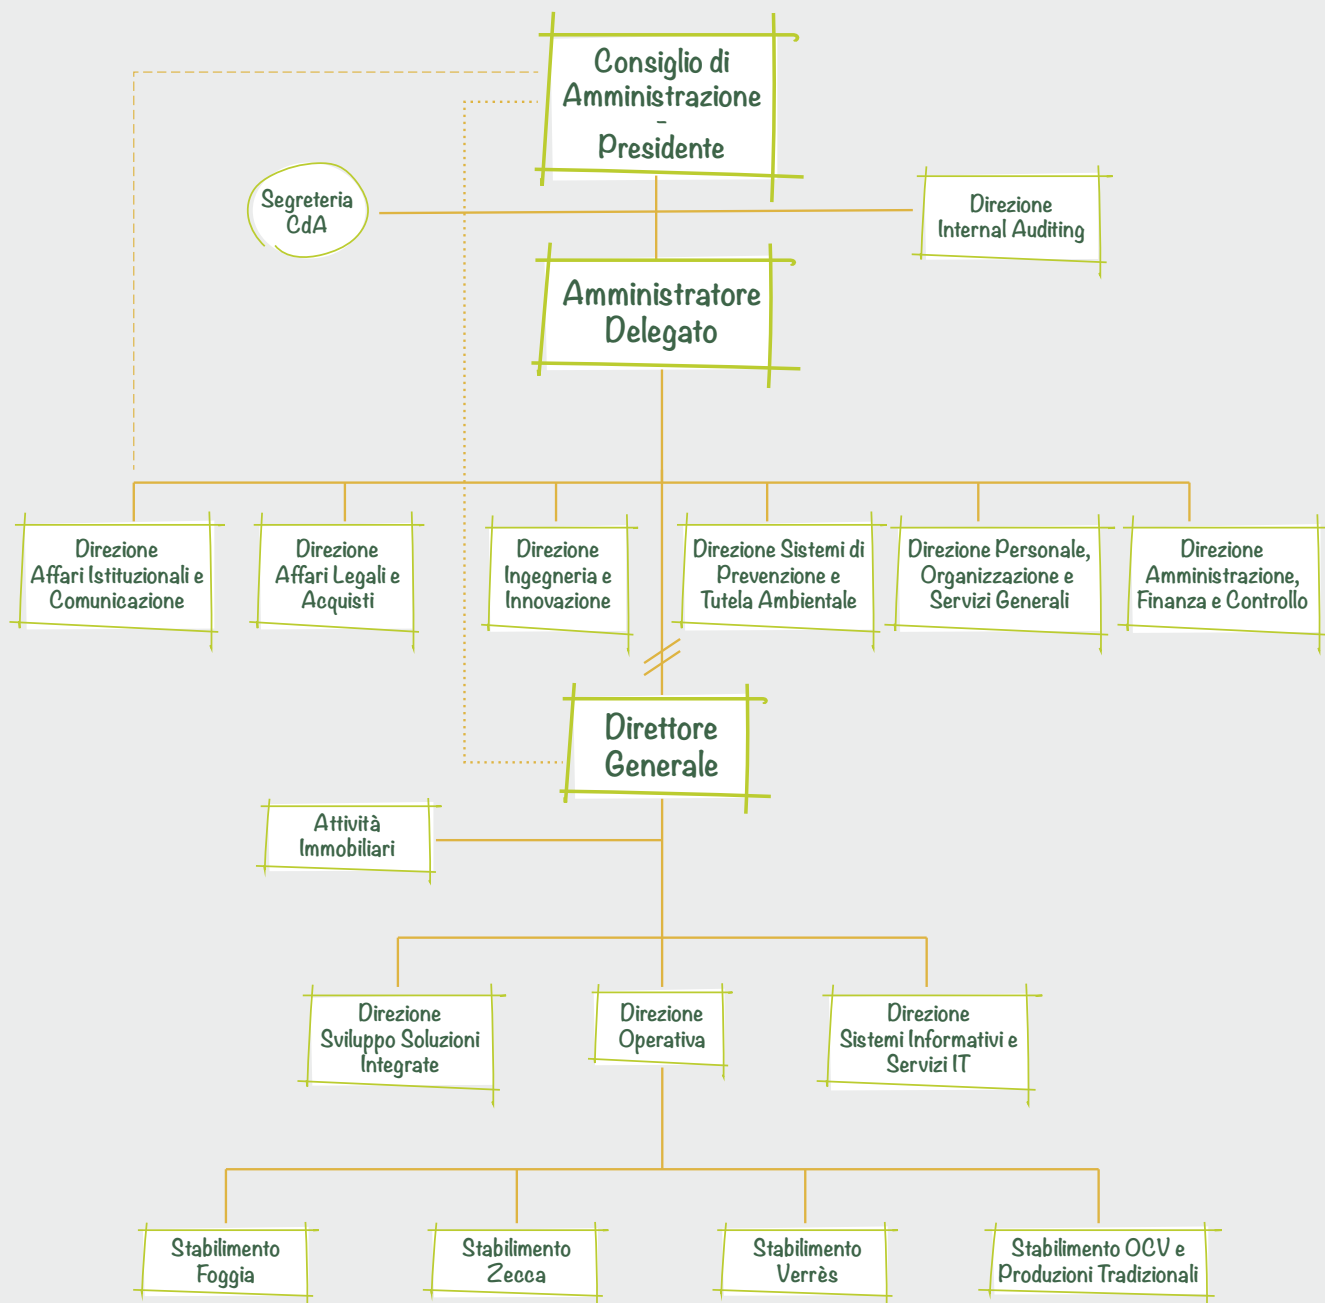 Consiglio di
Amministrazione
–
Presidente
Segreteria
CdA
Direzione
Internal Auditing
Amministratore
Delegato
Direzione
Affari Istituzionali e
Comunicazione
Direzione
Affari Legali e
Acquisti
Direzione
Ingegneria e
Innovazione
Direzione Sistemi di
Prevenzione e
Tutela Ambientale
Direzione Personale,
Organizzazione e
Servizi Generali
Direzione
Amministrazione,
Finanza e Controllo
Direttore
Generale
Attività
Immobiliari
Direzione
Sviluppo Soluzioni
Integrate
Direzione
Operativa
Direzione
Sistemi Informativi e
Servizi IT
Stabilimento
Foggia
Stabilimento
Zecca
Stabilimento
Verrès
Stabilimento OCV e
Produzioni Tradizionali